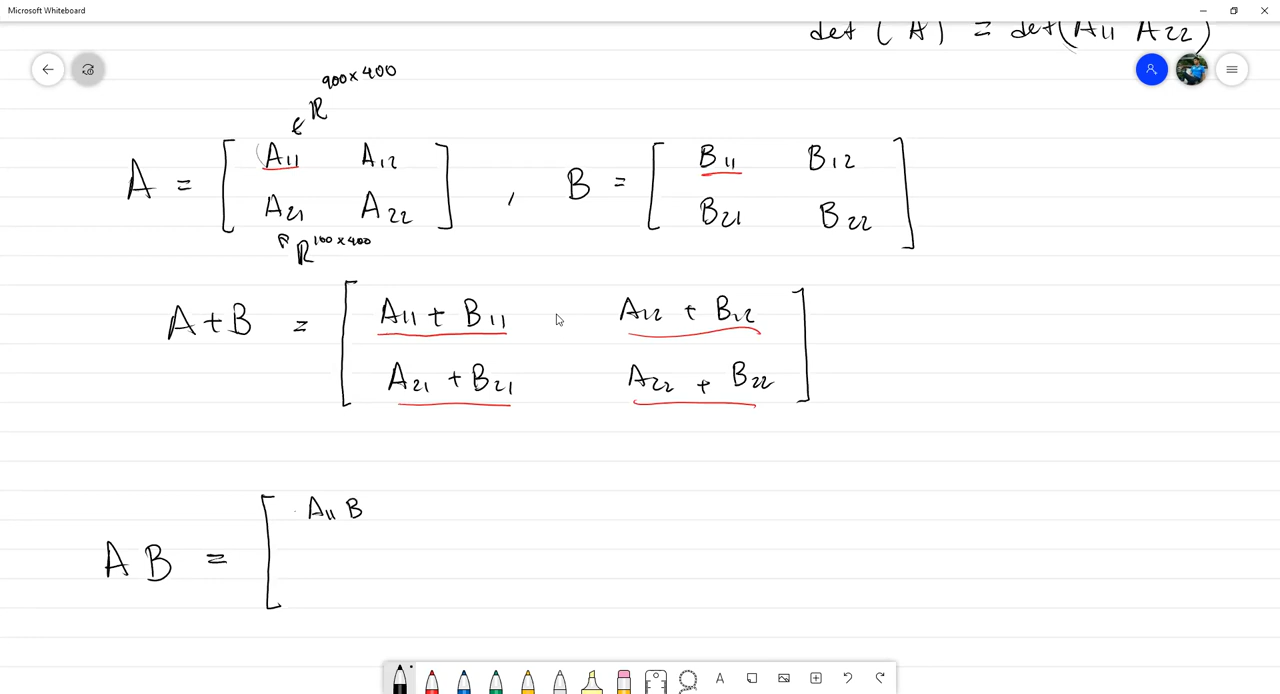 Microsoft Whiteboard
det (A) = det(A11 A22)
∈ ℝ^900×400
A = [ A11 A12
A21 A22 ] , B = [ B11 B12
B21 B22 ]
∈ ℝ^100×400
A+B = [ A11 + B11 A12 + B12
A21 + B21 A22 + B22 ]
AB = [ A11 B
A